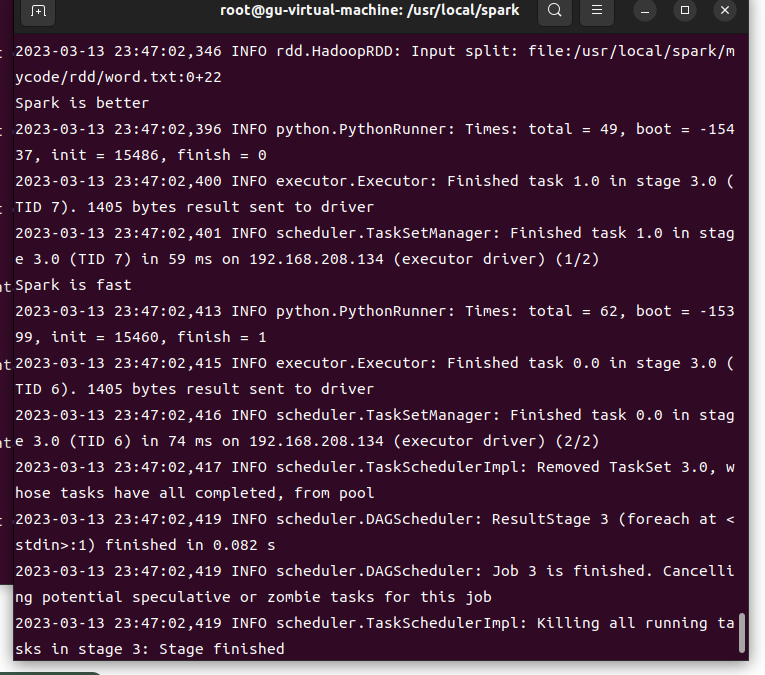 root@gu-virtual-machine: /usr/local/spark
2023-03-13 23:47:02,346 INFO rdd.HadoopRDD: Input split: file:/usr/local/spark/m
ycode/rdd/word.txt:0+22
Spark is better
2023-03-13 23:47:02,396 INFO python.PythonRunner: Times: total = 49, boot = -154
37, init = 15486, finish = 0
2023-03-13 23:47:02,400 INFO executor.Executor: Finished task 1.0 in stage 3.0 (
TID 7). 1405 bytes result sent to driver
2023-03-13 23:47:02,401 INFO scheduler.TaskSetManager: Finished task 1.0 in stag
e 3.0 (TID 7) in 59 ms on 192.168.208.134 (executor driver) (1/2)
Spark is fast
2023-03-13 23:47:02,413 INFO python.PythonRunner: Times: total = 62, boot = -153
99, init = 15460, finish = 1
2023-03-13 23:47:02,415 INFO executor.Executor: Finished task 0.0 in stage 3.0 (
TID 6). 1405 bytes result sent to driver
2023-03-13 23:47:02,416 INFO scheduler.TaskSetManager: Finished task 0.0 in stag
e 3.0 (TID 6) in 74 ms on 192.168.208.134 (executor driver) (2/2)
2023-03-13 23:47:02,417 INFO scheduler.TaskSchedulerImpl: Removed TaskSet 3.0, w
hose tasks have all completed, from pool
2023-03-13 23:47:02,419 INFO scheduler.DAGScheduler: ResultStage 3 (foreach at <
stdin>:1) finished in 0.082 s
2023-03-13 23:47:02,419 INFO scheduler.DAGScheduler: Job 3 is finished. Cancelli
ng potential speculative or zombie tasks for this job
2023-03-13 23:47:02,419 INFO scheduler.TaskSchedulerImpl: Killing all running ta
sks in stage 3: Stage finished